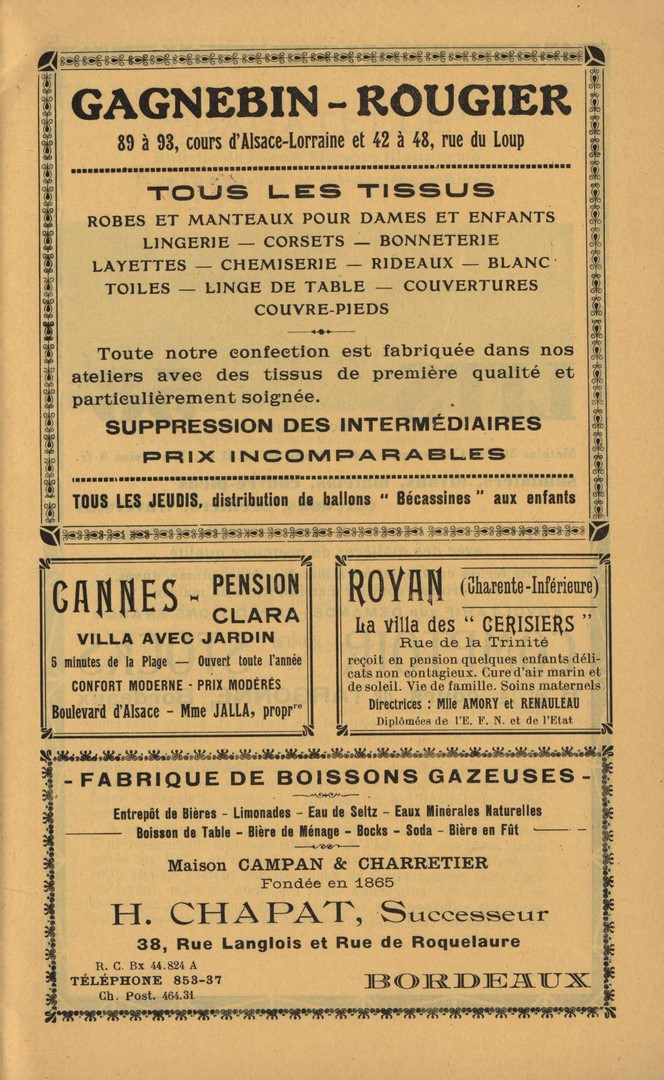 GAGNEBIN - ROUGIER
89 à 93, cours d'Alsace-Lorraine et 42 à 48, rue du Loup
TOUS LES TISSUS
ROBES ET MANTEAUX POUR DAMES ET ENFANTS
LINGERIE — CORSETS — BONNETERIE
LAYETTES — CHEMISERIE — RIDEAUX — BLANC
TOILES — LINGE DE TABLE — COUVERTURES
COUVRE-PIEDS
Toute notre confection est fabriquée dans nos
ateliers avec des tissus de première qualité et
particulièrement soignée.
SUPPRESSION DES INTERMÉDIAIRES
PRIX INCOMPARABLES
TOUS LES JEUDIS, distribution de ballons " Bécassines " aux enfants
CANNES - PENSION
CLARA
VILLA AVEC JARDIN
5 minutes de la Plage — Ouvert toute l'année
CONFORT MODERNE - PRIX MODÉRÉS
Boulevard d'Alsace - Mme JALLA, proprre
ROYAN (Charente-Inférieure)
La villa des " CERISIERS "
Rue de la Trinité
reçoit en pension quelques enfants déli-
cats non contagieux. Cure d'air marin et
de soleil. Vie de famille. Soins maternels
Directrices : Mlle AMORY et RENAULEAU
Diplômées de l'E. F. N. et de l'Etat
- FABRIQUE DE BOISSONS GAZEUSES -
Entrepôt de Bières - Limonades - Eau de Seltz - Eaux Minérales Naturelles
Boisson de Table - Bière de Ménage - Bocks - Soda - Bière en Fût
Maison CAMPAN & CHARRETIER
Fondée en 1865
H. CHAPAT, Successeur
38, Rue Langlois et Rue de Roquelaure
R. C. Bx 44.824 A
TÉLÉPHONE 853-37
Ch. Post. 464.31
BORDEAUX